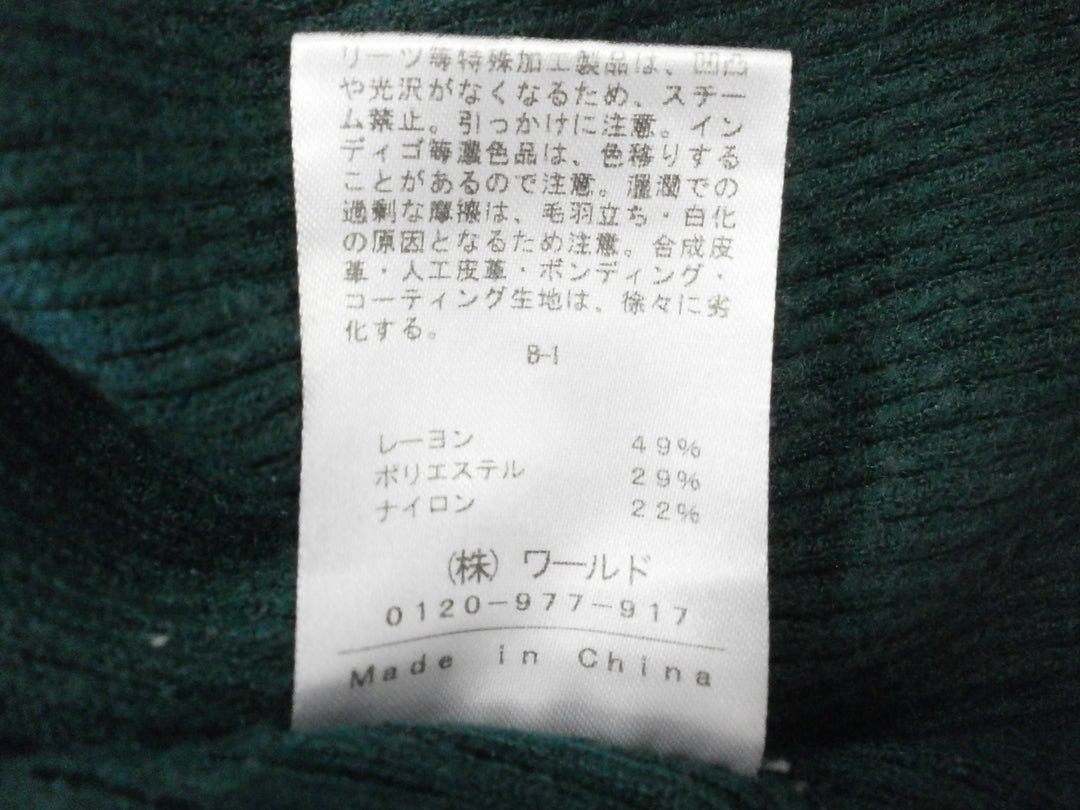 リーツ等特殊加工製品は、凹凸
や光沢がなくなるため、スチー
ム禁止。引っかけに注意。イン
ディゴ等濃色品は、色移りする
ことがあるので注意。湿潤での
過剰な摩擦は、毛羽立ち・白化
の原因となるため注意。合成皮
革・人工皮革・ボンディング・
コーティング生地は、徐々に劣
化する。
B-1
レーヨン 49%
ポリエステル 29%
ナイロン 22%
(株) ワールド
0120-977-917
Made in China